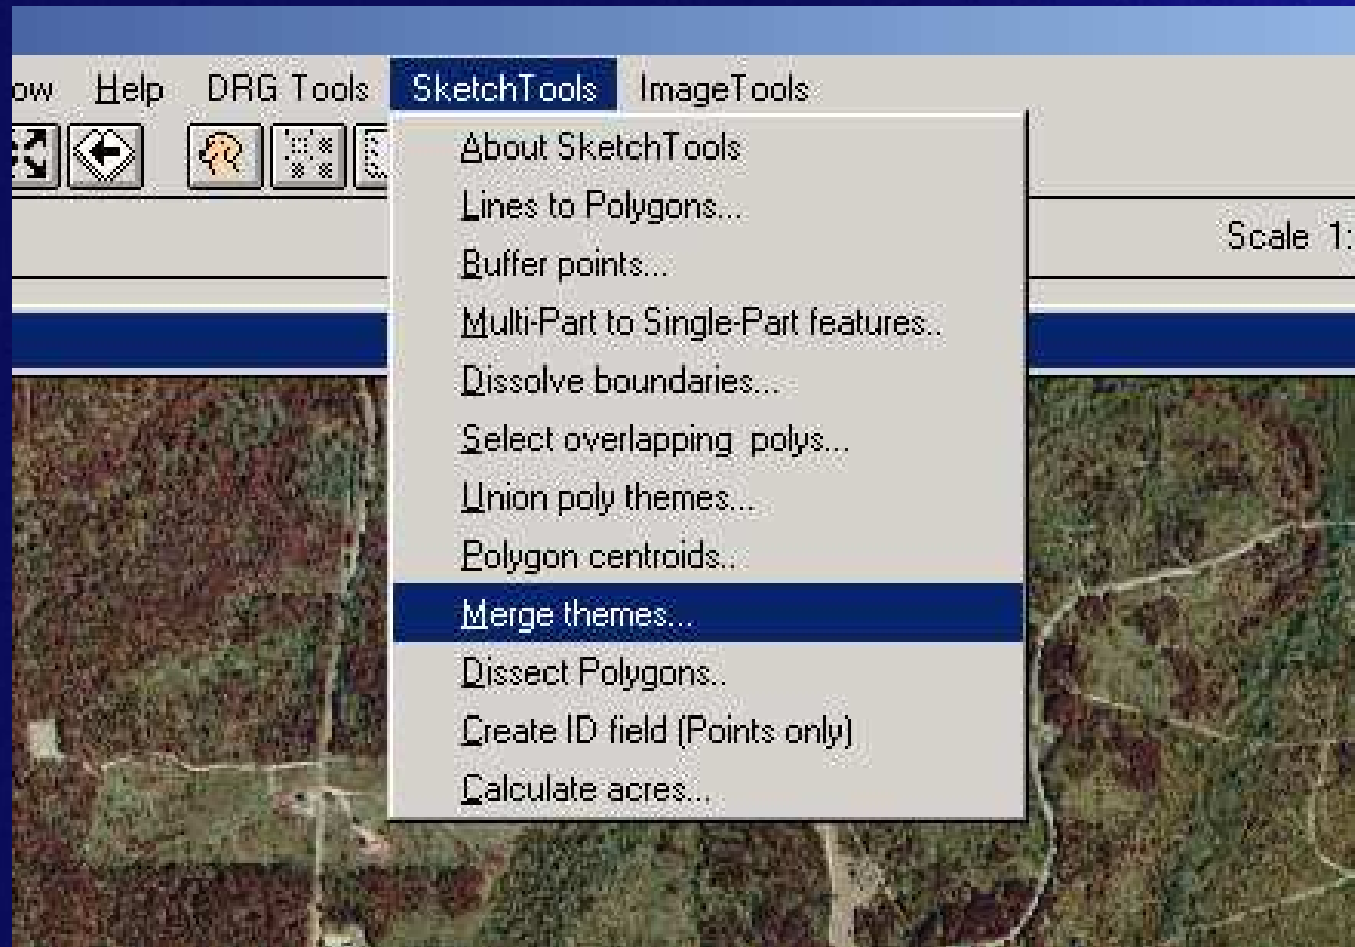 ow Help DRG Tools SketchTools ImageTools
About SketchTools
Lines to Polygons...
Scale 1:
Buffer points...
Multi-Part to Single-Part features..
Dissolve boundaries...
Select overlapping polys...
Union poly themes...
Polygon centroids..
Merge themes...
Dissect Polygons..
Create ID field (Points only)
Calculate acres...